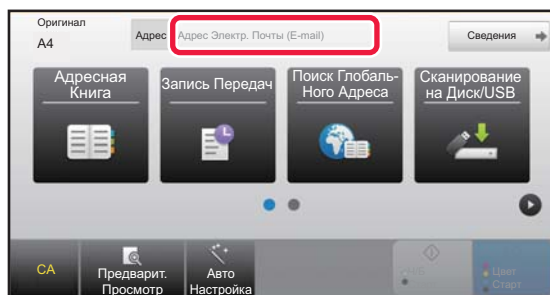 Оригинал
A4
Адрес
Адрес Электр. Почты (E-mail)
Сведения
Адресная
Книга
Запись Передач
Поиск Глобаль-
Ного Адреса
Сканирование
на Диск/USB
CA
Предварит.
Просмотр
Авто
Настройка
Ч/Б
Старт
Цвет
Старт